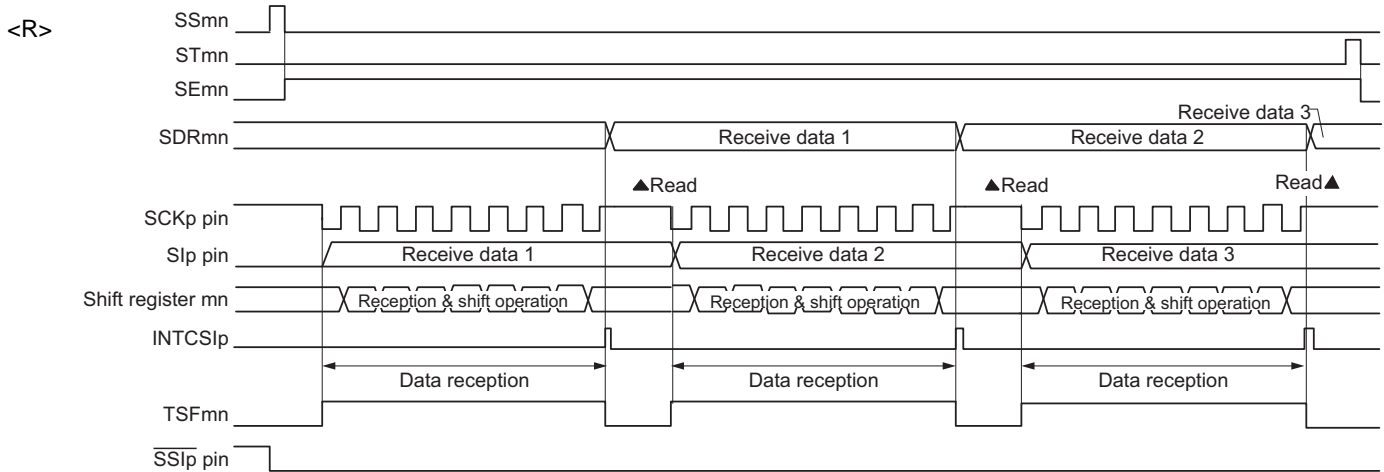 <R>
SSmn
STmn
SEmn
Receive data 3
SDRmn Receive data 1 Receive data 2
▲Read ▲Read Read▲
SCKp pin
SIp pin Receive data 1 Receive data 2 Receive data 3
Shift register mn Reception & shift operation Reception & shift operation Reception & shift operation
INTCSIp
Data reception Data reception Data reception
TSFmn
SSIp pin